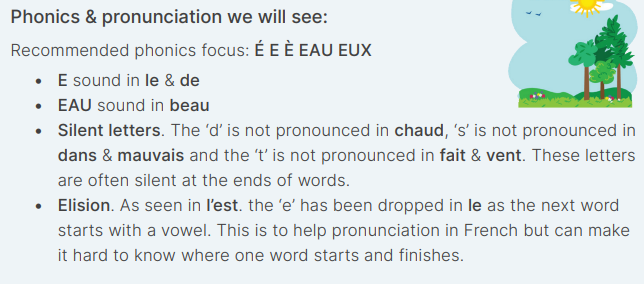 Phonics & pronunciation we will see:
Recommended phonics focus: É E È EAU EUX
• E sound in le & de
• EAU sound in beau
• Silent letters. The ‘d’ is not pronounced in chaud, ‘s’ is not pronounced in
dans & mauvais and the ‘t’ is not pronounced in fait & vent. These letters
are often silent at the ends of words.
• Elision. As seen in l’est. the ‘e’ has been dropped in le as the next word
starts with a vowel. This is to help pronunciation in French but can make
it hard to know where one word starts and finishes.